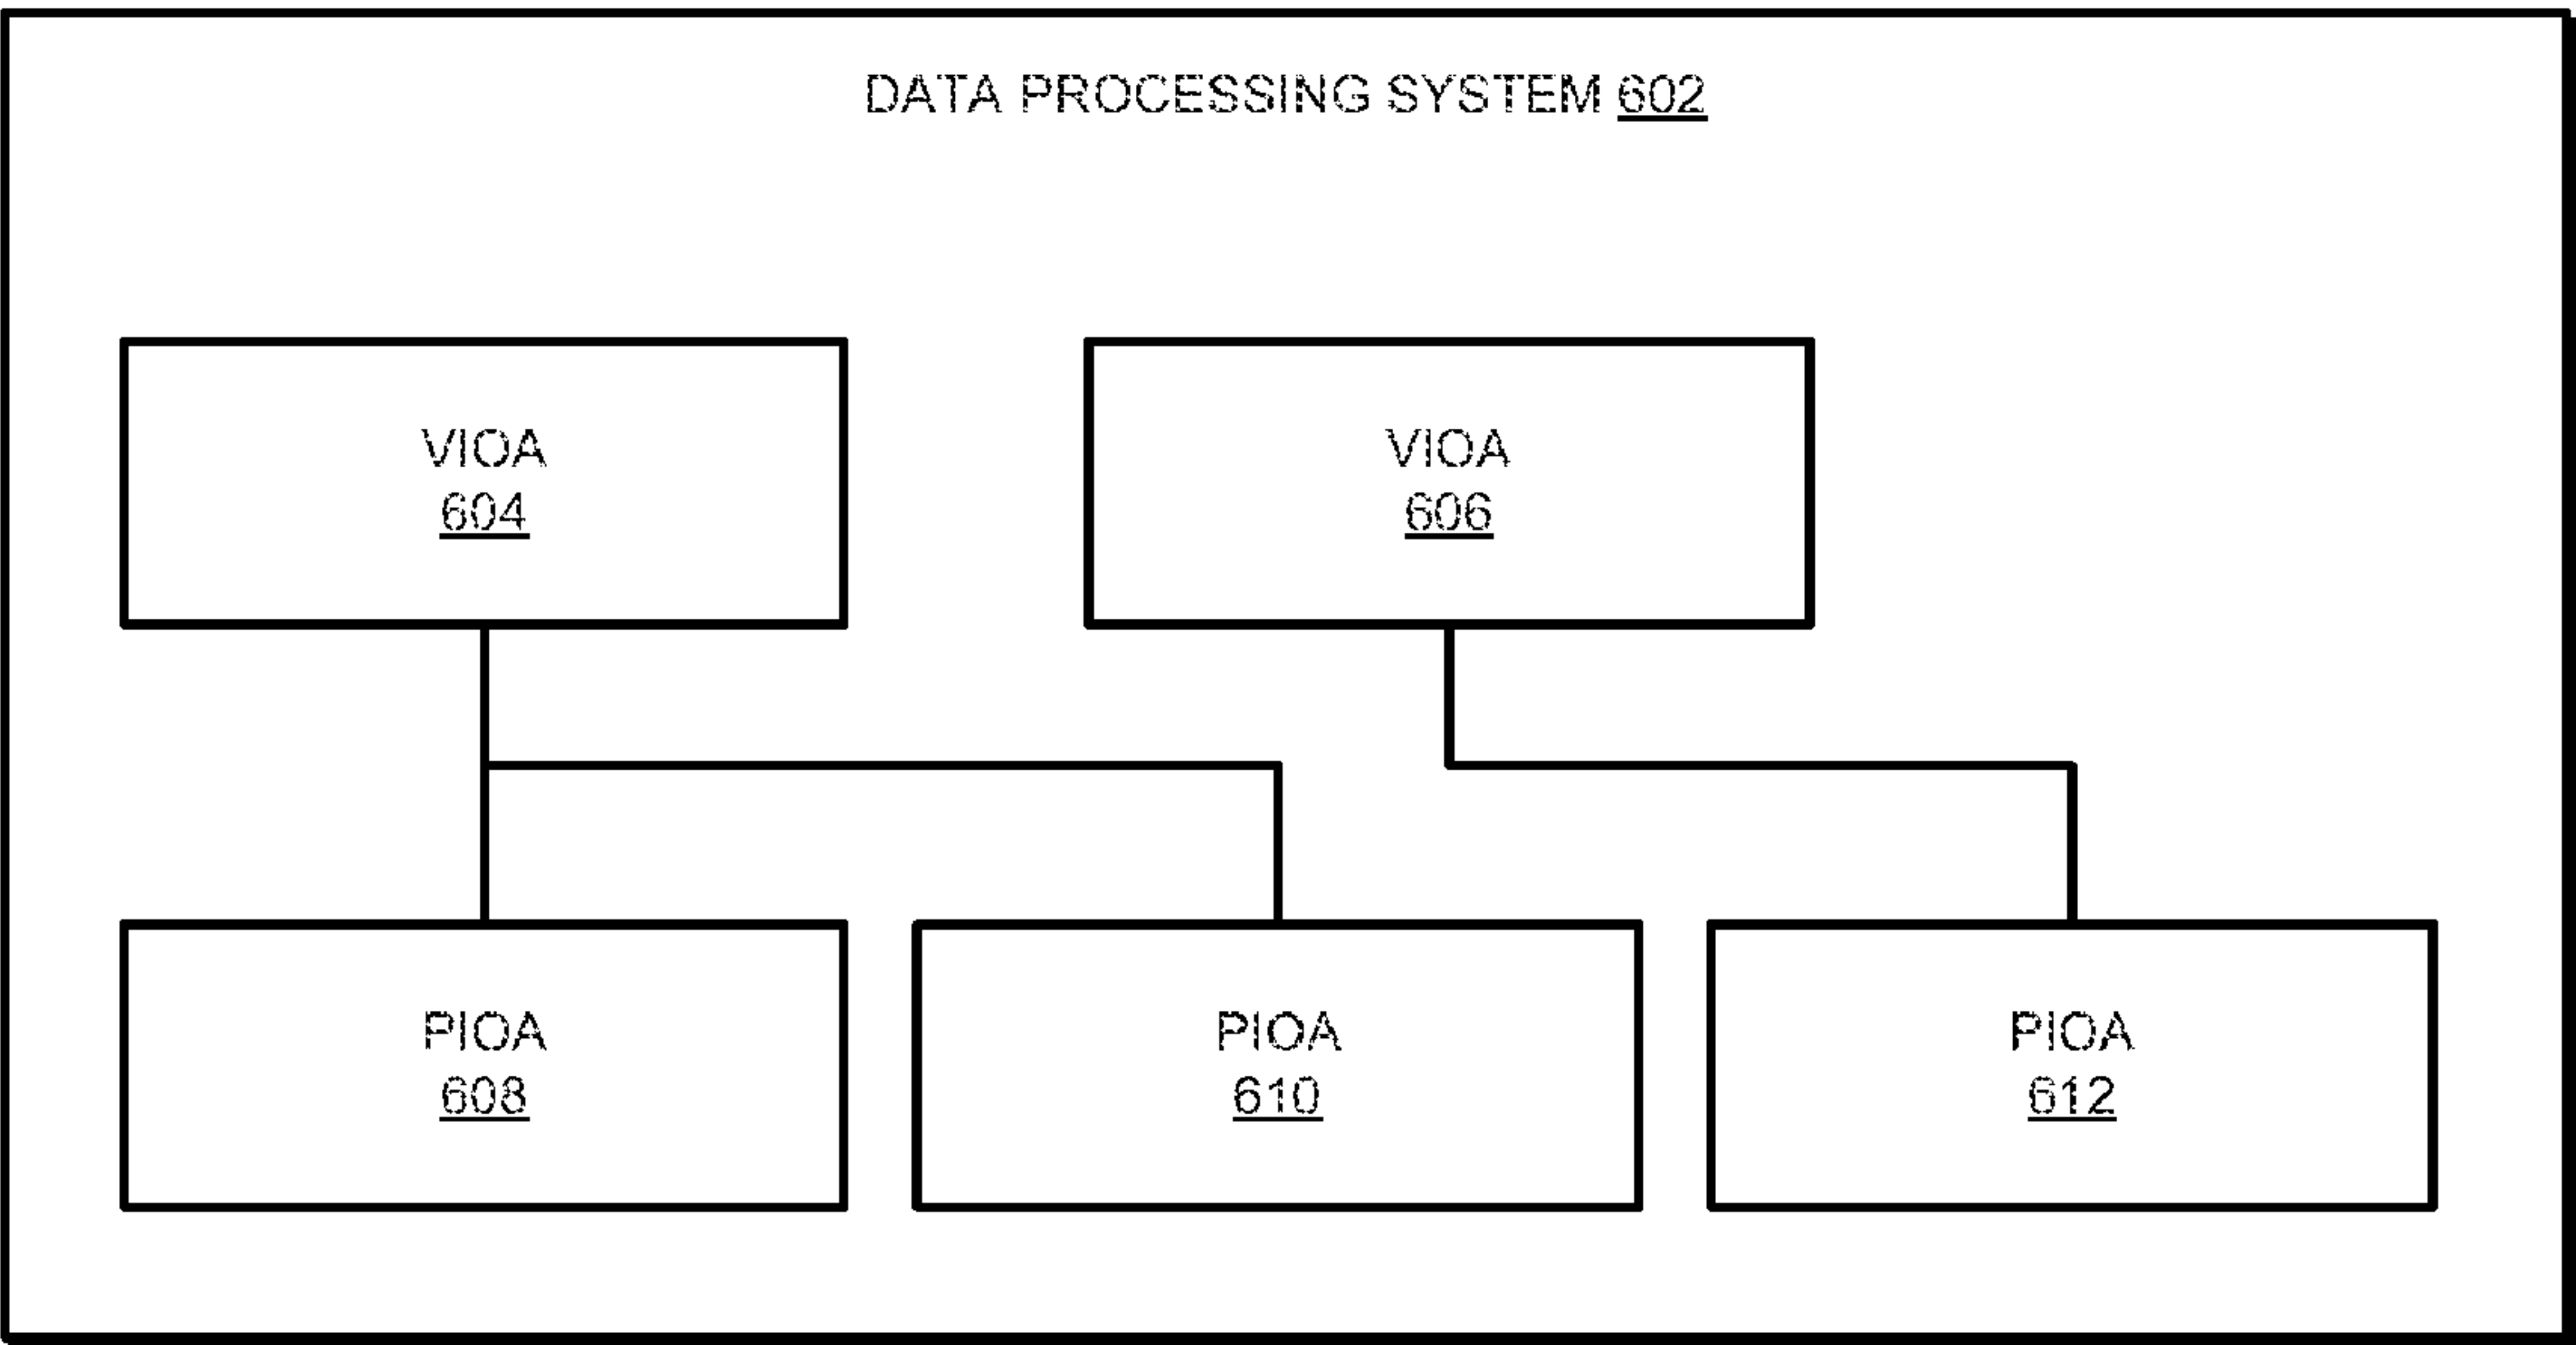 DATA PROCESSING SYSTEM 602
VIOA
604
VIOA
606
PIOA
608
PIOA
610
PIOA
612